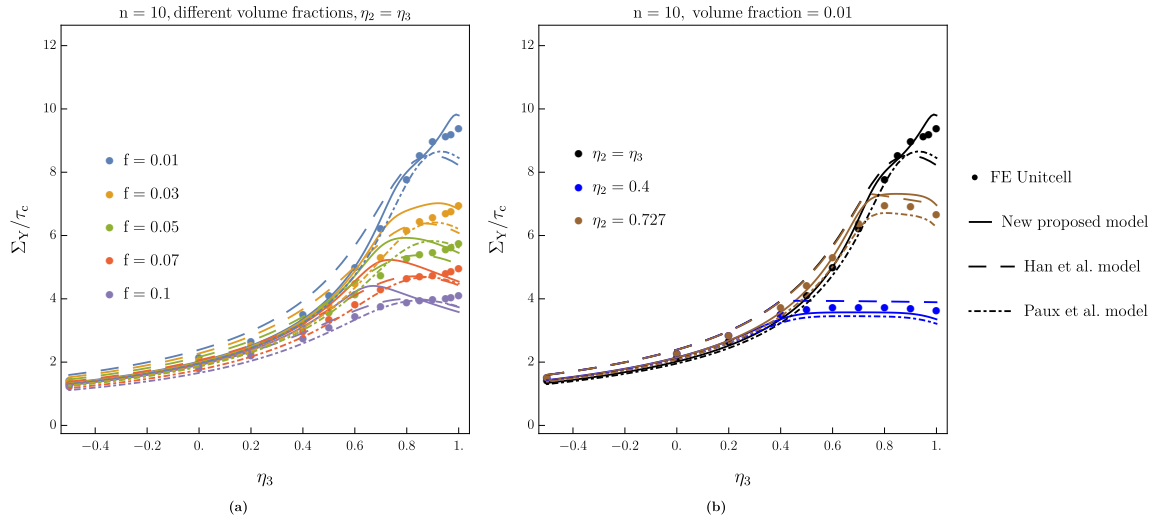 n = 10, different volume fractions, η₂ = η₃
12
10
8
6
4
2
0
Σ_Y/τ_c
f = 0.01
f = 0.03
f = 0.05
f = 0.07
f = 0.1
−0.4 −0.2 0. 0.2 0.4 0.6 0.8 1.
η₃
(a)
n = 10, volume fraction = 0.01
12
10
8
6
4
2
0
Σ_Y/τ_c
η₂ = η₃
η₂ = 0.4
η₂ = 0.727
−0.4 −0.2 0. 0.2 0.4 0.6 0.8 1.
η₃
(b)
FE Unitcell
New proposed model
Han et al. model
Paux et al. model